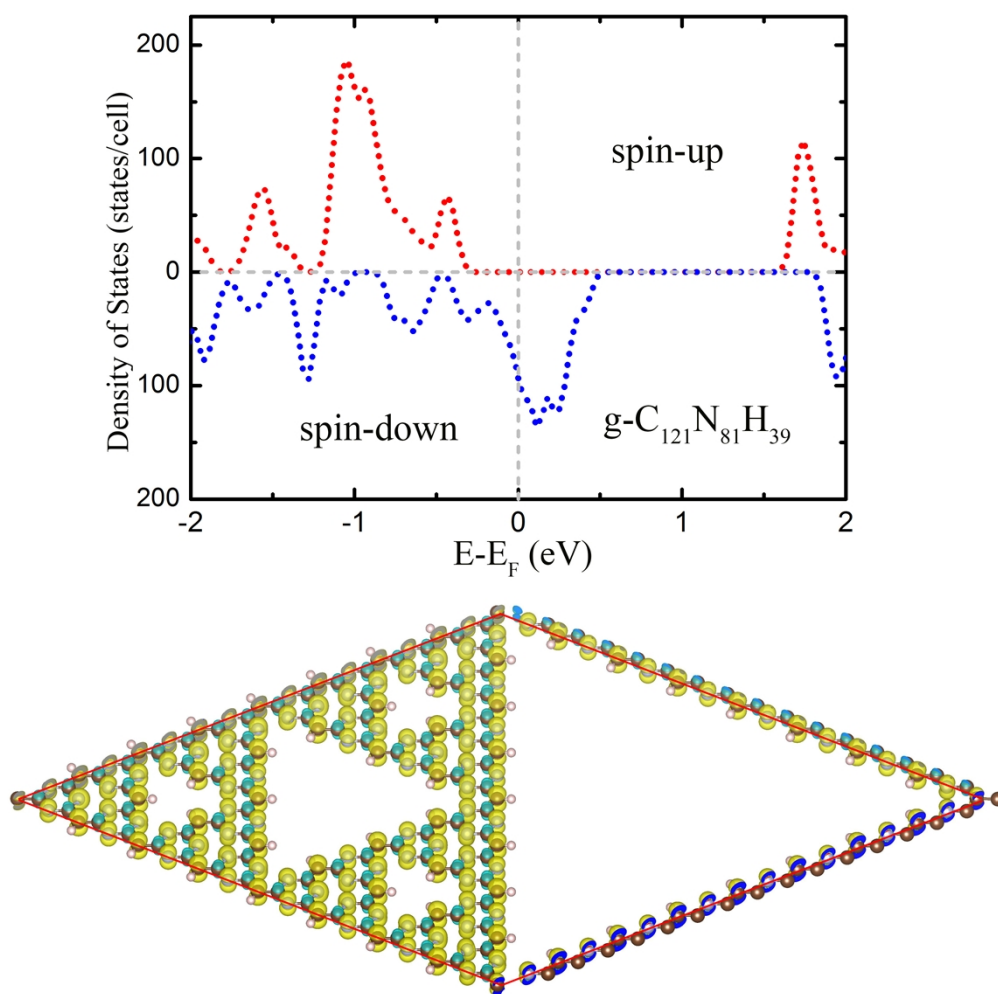 Density of States (states/cell)
200
100
0
100
200
spin-up
spin-down
g-C₁₂₁N₈₁H₃₉
-2
-1
0
1
2
E-E_F (eV)